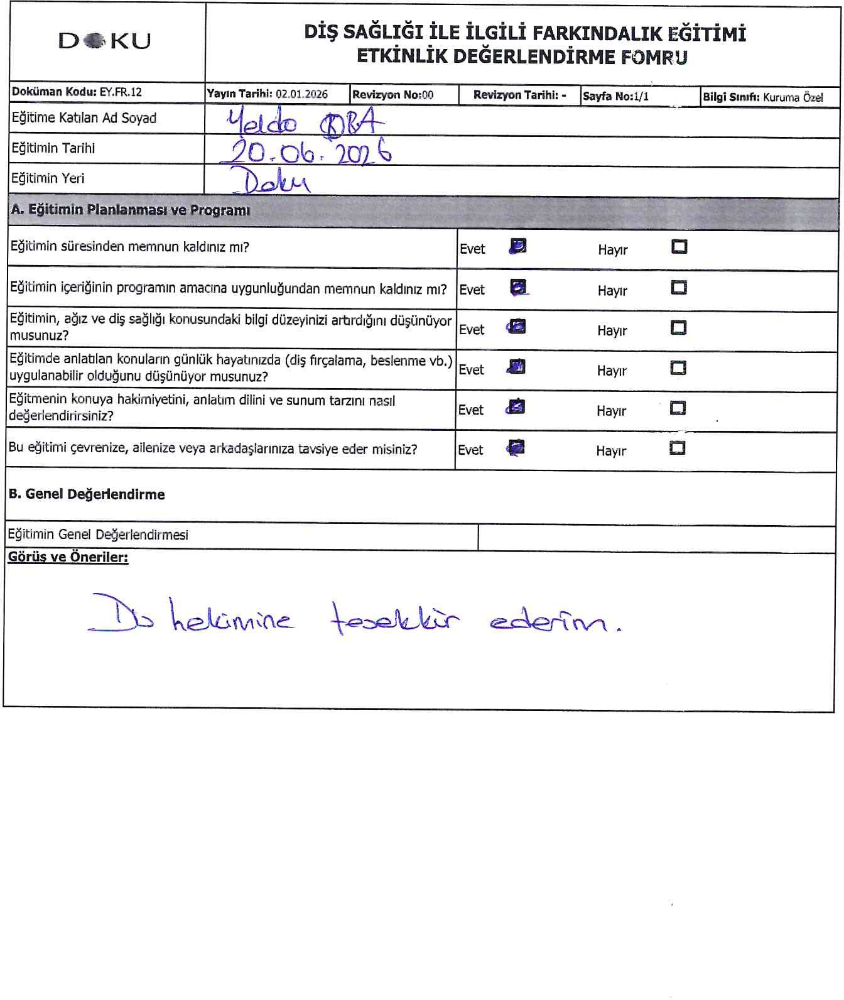 DOKU
DİŞ SAĞLIĞI İLE İLGİLİ FARKINDALIK EĞİTİMİ
ETKİNLİK DEĞERLENDİRME FOMRU
Doküman Kodu: EY.FR.12 Yayın Tarihi: 02.01.2026 Revizyon No:00 Revizyon Tarihi: - Sayfa No:1/1 Bilgi Sınıfı: Kuruma Özel
Eğitime Katılan Ad Soyad Yelda
Eğitimin Tarihi 20.06.2026
Eğitimin Yeri Doku
A. Eğitimin Planlanması ve Programı
Eğitimin süresinden memnun kaldınız mı? Evet Hayır
Eğitimin içeriğinin programın amacına uygunluğundan memnun kaldınız mı? Evet Hayır
Eğitimin, ağız ve diş sağlığı konusundaki bilgi düzeyinizi artırdığını düşünüyor
musunuz? Evet Hayır
Eğitimde anlatılan konuların günlük hayatınızda (diş fırçalama, beslenme vb.)
uygulanabilir olduğunu düşünüyor musunuz? Evet Hayır
Eğitmenin konuya hakimiyetini, anlatım dilini ve sunum tarzını nasıl
değerlendirirsiniz? Evet Hayır
Bu eğitimi çevrenize, ailenize veya arkadaşlarınıza tavsiye eder misiniz? Evet Hayır
B. Genel Değerlendirme
Eğitimin Genel Değerlendirmesi
Görüş ve Öneriler:
hekimine tesekkür ederim.